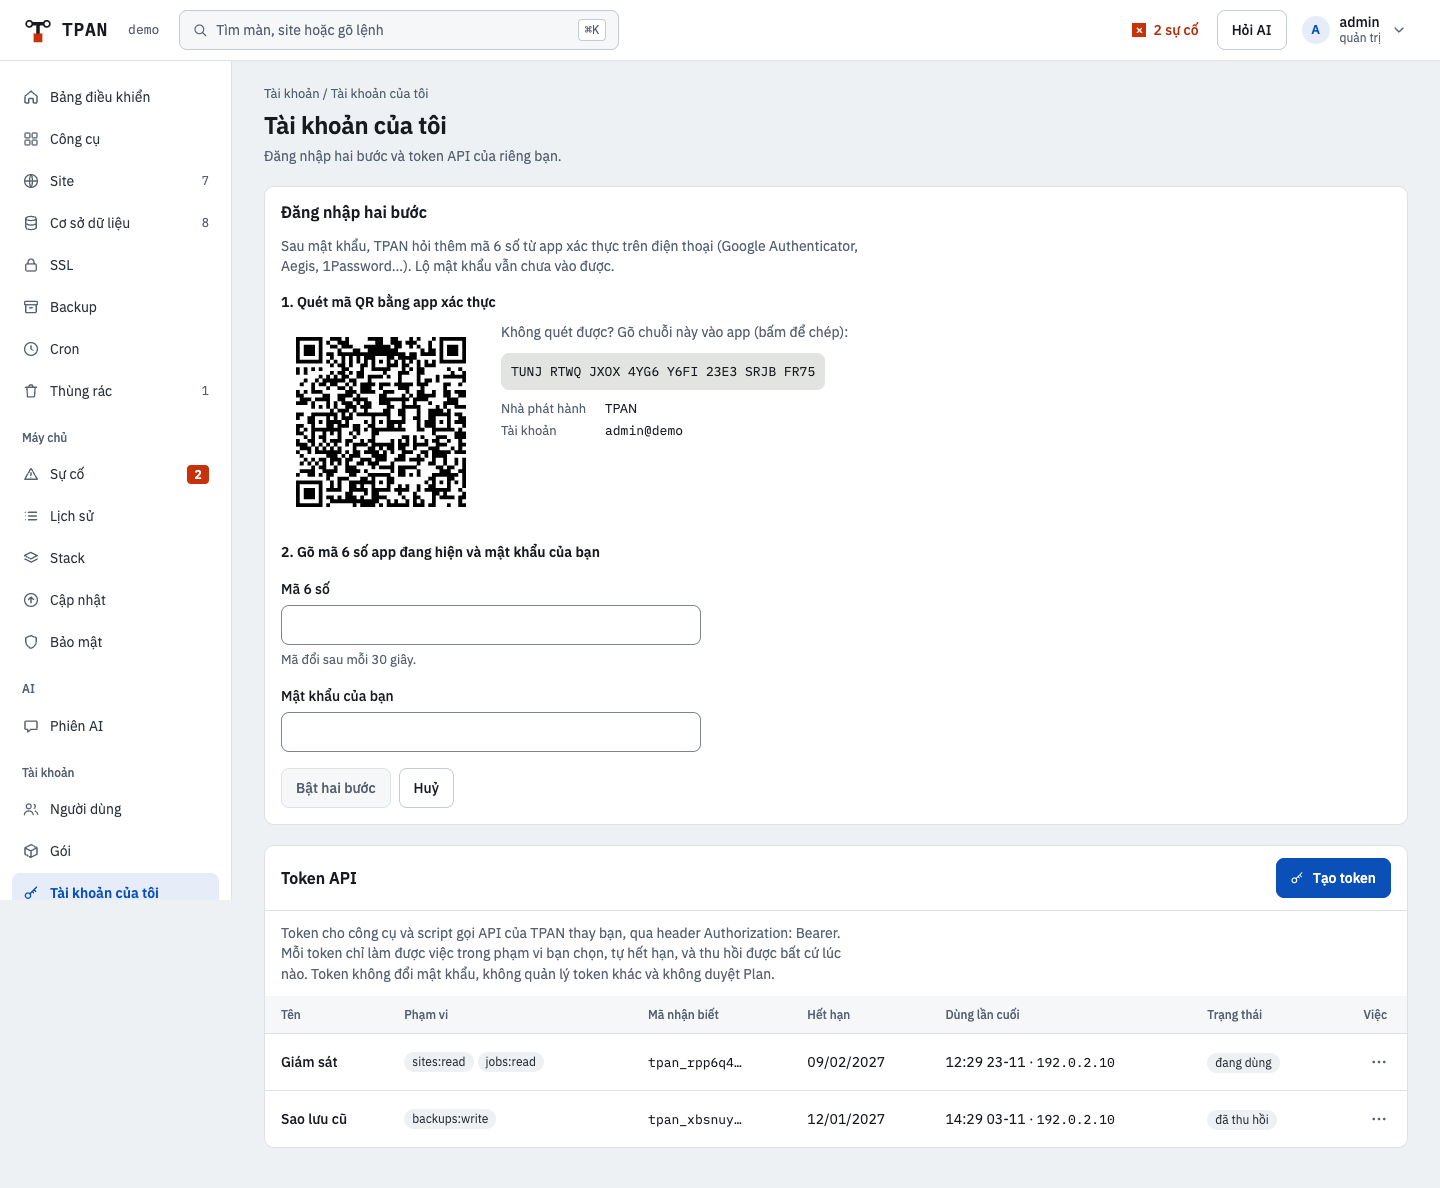 TPAN
demo
Tìm màn, site hoặc gõ lệnh
⌘K
2 sự cố
Hỏi AI
A
admin
quản trị
Bảng điều khiển
Công cụ
Site 7
Cơ sở dữ liệu 8
SSL
Backup
Cron
Thùng rác 1
Máy chủ
Sự cố 2
Lịch sử
Stack
Cập nhật
Bảo mật
AI
Phiên AI
Tài khoản
Người dùng
Gói
Tài khoản của tôi
Tài khoản / Tài khoản của tôi
Tài khoản của tôi
Đăng nhập hai bước và token API của riêng bạn.
Đăng nhập hai bước
Sau mật khẩu, TPAN hỏi thêm mã 6 số từ app xác thực trên điện thoại (Google Authenticator,
Aegis, 1Password...). Lộ mật khẩu vẫn chưa vào được.
1. Quét mã QR bằng app xác thực
Không quét được? Gõ chuỗi này vào app (bấm để chép):
TUNJ RTWQ JXOX 4YG6 Y6FI 23E3 SRJB FR75
Nhà phát hành TPAN
Tài khoản admin@demo
2. Gõ mã 6 số app đang hiện và mật khẩu của bạn
Mã 6 số
Mã đổi sau mỗi 30 giây.
Mật khẩu của bạn
Bật hai bước
Huỷ
Token API
Tạo token
Token cho công cụ và script gọi API của TPAN thay bạn, qua header Authorization: Bearer.
Mỗi token chỉ làm được việc trong phạm vi bạn chọn, tự hết hạn, và thu hồi được bất cứ lúc
nào. Token không đổi mật khẩu, không quản lý token khác và không duyệt Plan.
Tên Phạm vi Mã nhận biết Hết hạn Dùng lần cuối Trạng thái Việc
Giám sát sites:read jobs:read tpan_rpp6q4… 09/02/2027 12:29 23-11 · 192.0.2.10 đang dùng ···
Sao lưu cũ backups:write tpan_xbsnuy… 12/01/2027 14:29 03-11 · 192.0.2.10 đã thu hồi ···